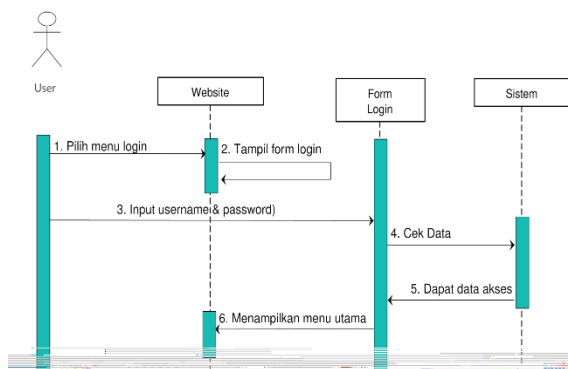 User
Website
Form
Login
Sistem
1. Pilih menu login
2. Tampil form login
3. Input username & password)
4. Cek Data
5. Dapat data akses
6. Menampilkan menu utama